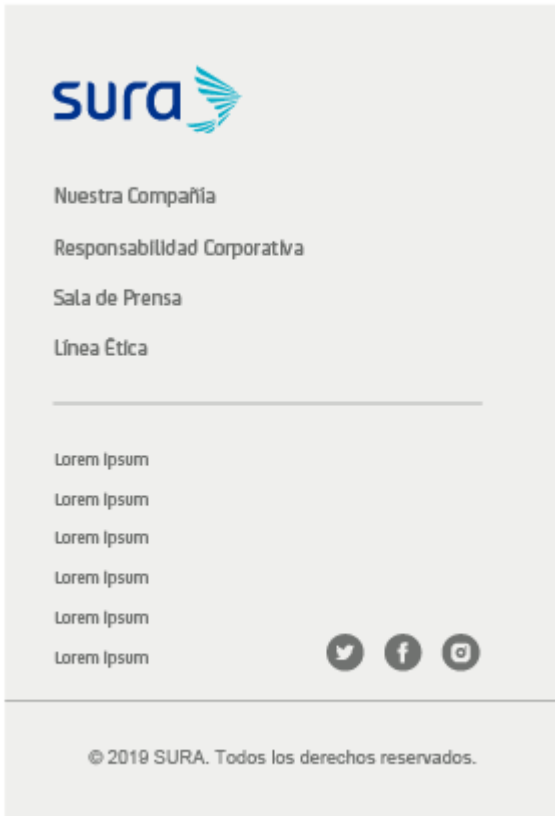 sura
Nuestra Compañía
Responsabilidad Corporativa
Sala de Prensa
Línea Ética
Lorem Ipsum
Lorem Ipsum
Lorem Ipsum
Lorem Ipsum
Lorem Ipsum
Lorem Ipsum
© 2019 SURA. Todos los derechos reservados.